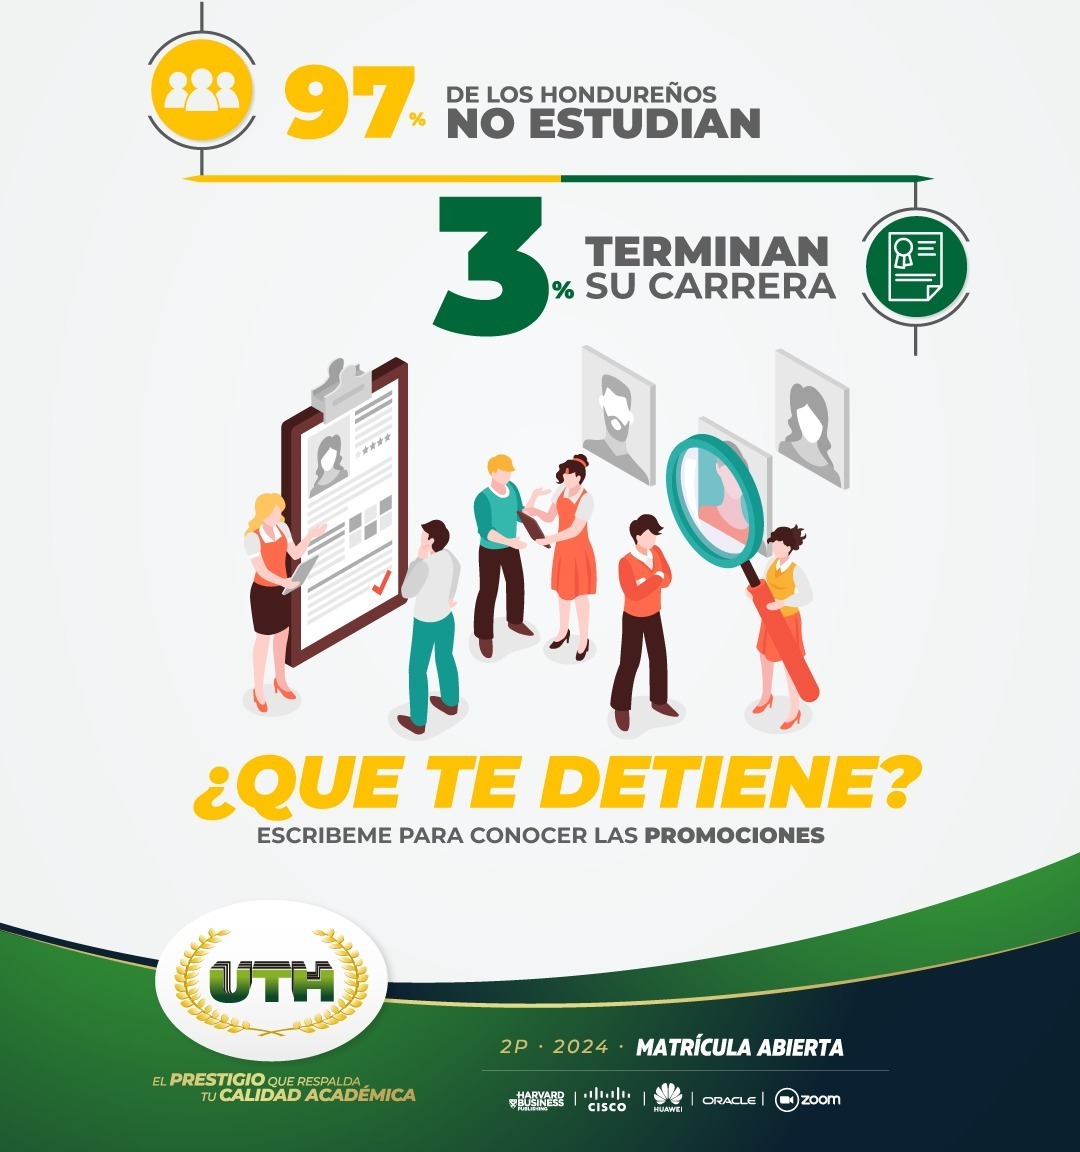 97%
DE LOS HONDUREÑOS
NO ESTUDIAN
3%
TERMINAN
SU CARRERA
¿QUE TE DETIENE?
ESCRIBEME PARA CONOCER LAS PROMOCIONES
UTH
EL PRESTIGIO QUE RESPALDA
TU CALIDAD ACADÉMICA
2P · 2024 · MATRÍCULA ABIERTA
HARVARD
BUSINESS
PUBLISHING
CISCO
HUAWEI
ORACLE
zoom